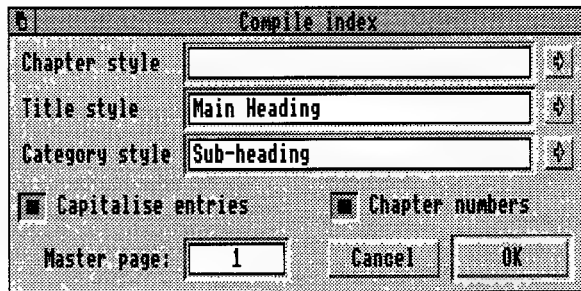 Compile index
Chapter style
Title style Main Heading
Category style Sub-heading
Capitalise entries Chapter numbers
Master page: 1 Cancel OK